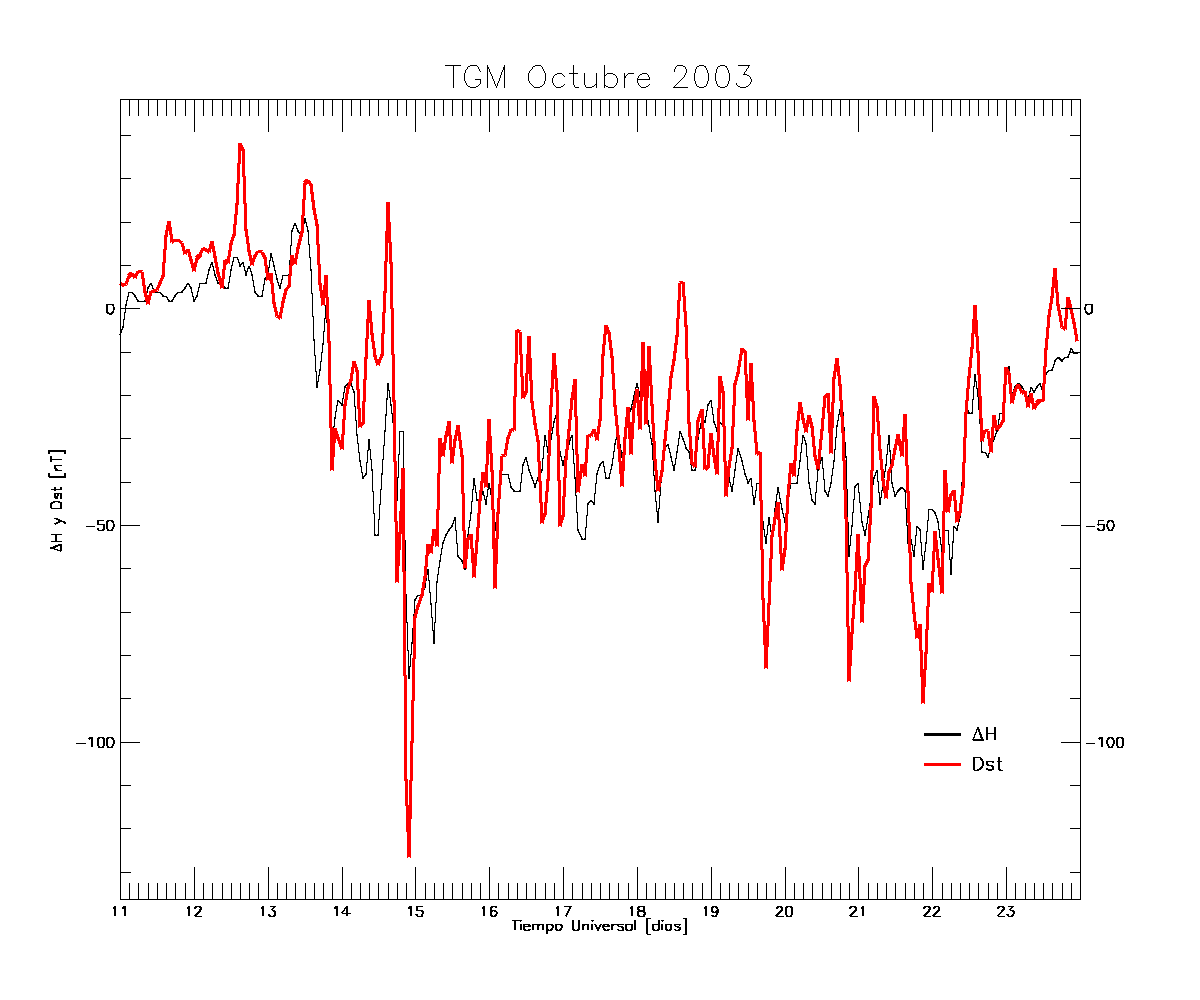 TGM Octubre 2003
0
0
-50
-50
-100
-100
ΔH y Dst [nT]
ΔH
Dst
11 12 13 14 15 16 17 18 19 20 21 22 23
Tiempo Universal [dias]